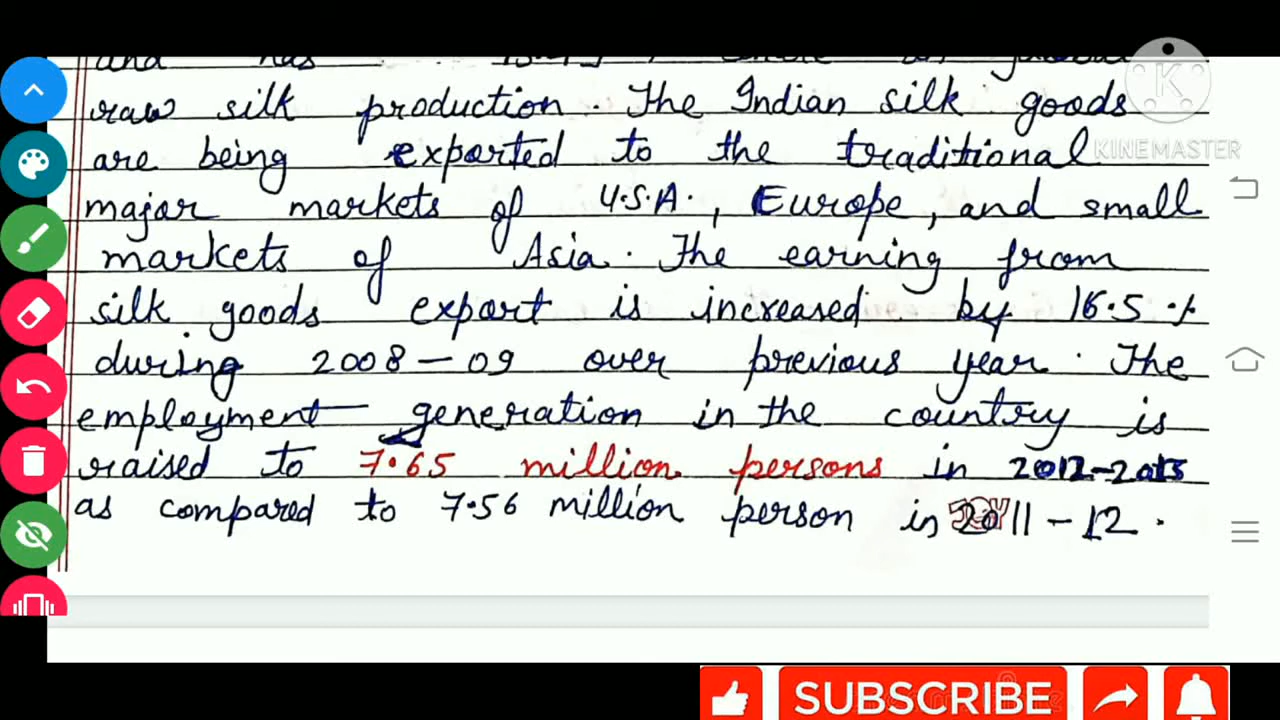 and has
raw silk production. The Indian silk goods
are being exported to the traditional
major markets of U.S.A., Europe, and small
markets of Asia. The earning from
silk goods export is increased by 16.5 %
during 2008-09 over previous year. The
employment generation in the country is
raised to 7.65 million persons in 2012-2013
as compared to 7.56 million person in 2011-12.
K
KINEMASTER
SUBSCRIBE